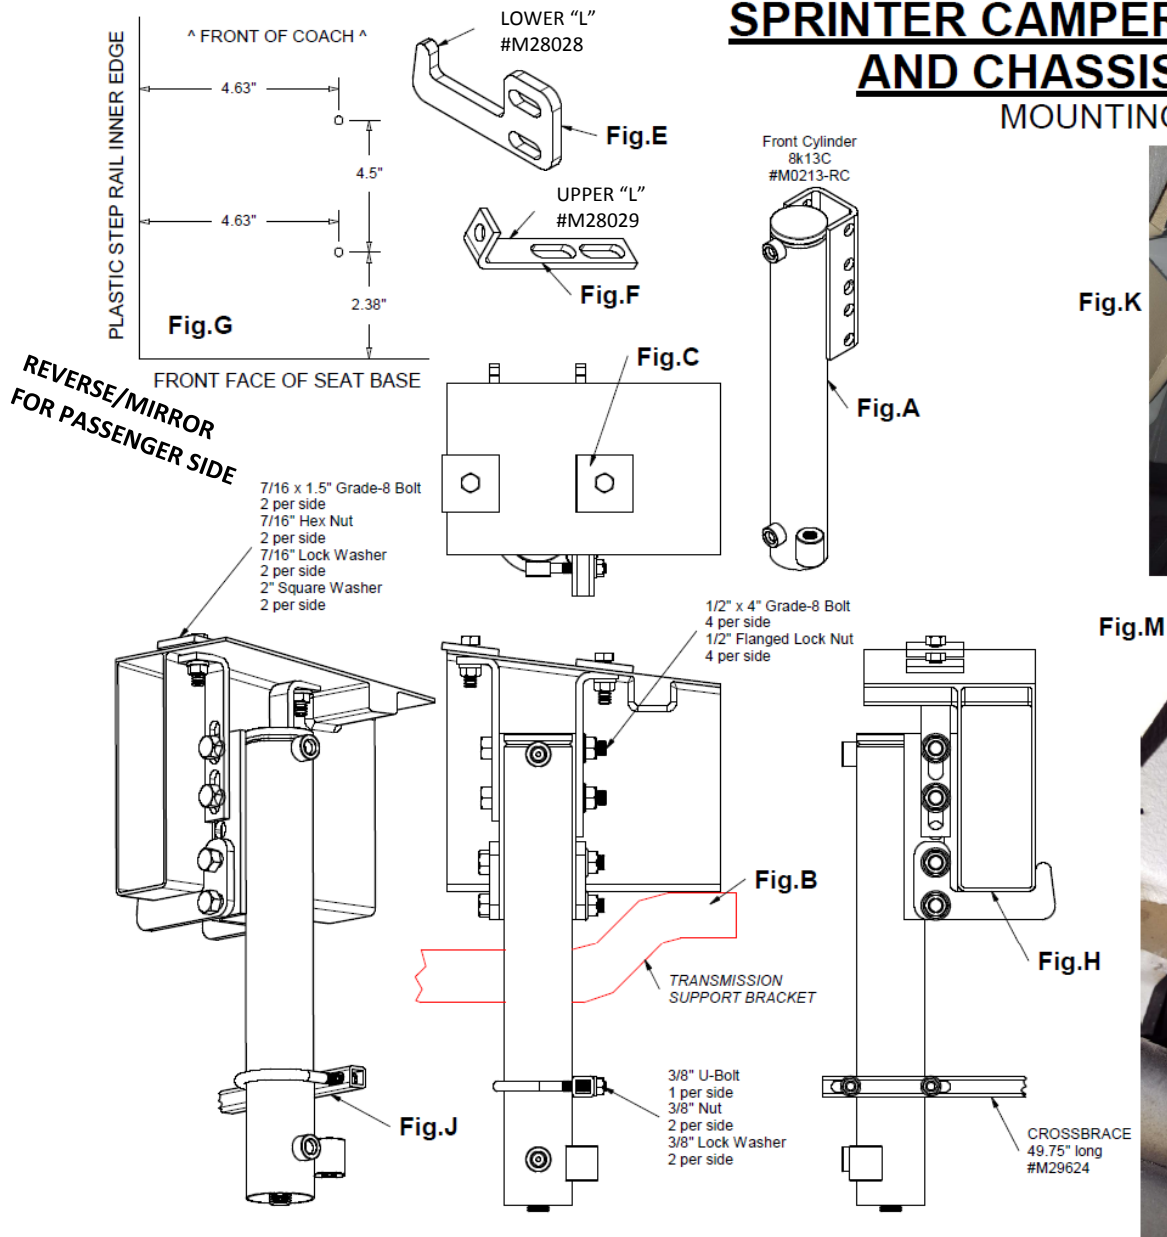 SPRINTER CAMPER
AND CHASSIS
MOUNTING
LOWER “L”
#M28028
^ FRONT OF COACH ^
PLASTIC STEP RAIL INNER EDGE
4.63"
4.5"
4.63"
2.38"
Fig.G
FRONT FACE OF SEAT BASE
REVERSE/MIRROR
FOR PASSENGER SIDE
Fig.E
UPPER “L”
#M28029
Fig.F
Front Cylinder
8k13C
#M0213-RC
Fig.A
Fig.K
Fig.C
7/16 x 1.5" Grade-8 Bolt
2 per side
7/16" Hex Nut
2 per side
7/16" Lock Washer
2 per side
2" Square Washer
2 per side
1/2" x 4" Grade-8 Bolt
4 per side
1/2" Flanged Lock Nut
4 per side
Fig.M
Fig.B
TRANSMISSION
SUPPORT BRACKET
Fig.H
3/8" U-Bolt
1 per side
3/8" Nut
2 per side
3/8" Lock Washer
2 per side
Fig.J
CROSSBRACE
49.75" long
#M29624